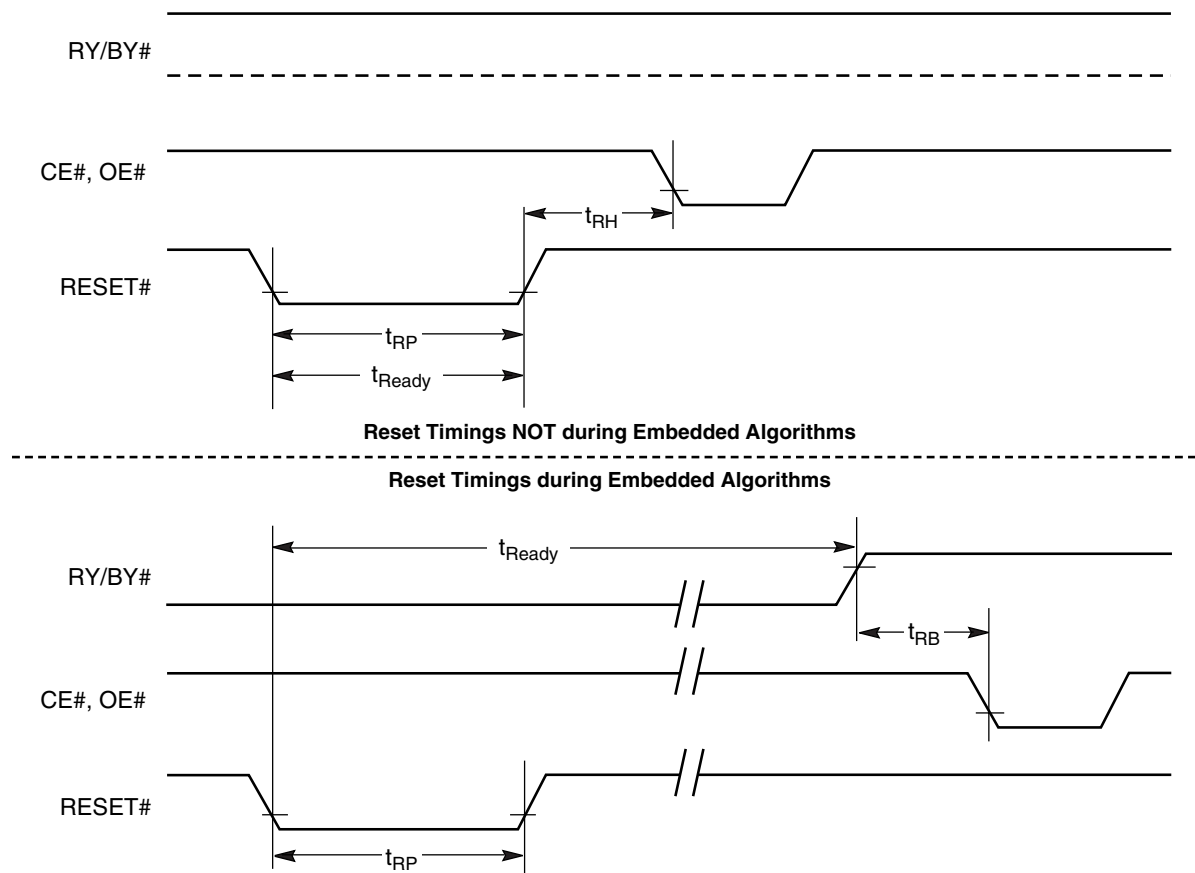 RY/BY#
CE#, OE#
tRH
RESET#
tRP
tReady
Reset Timings NOT during Embedded Algorithms
Reset Timings during Embedded Algorithms
tReady
RY/BY#
tRB
CE#, OE#
RESET#
tRP